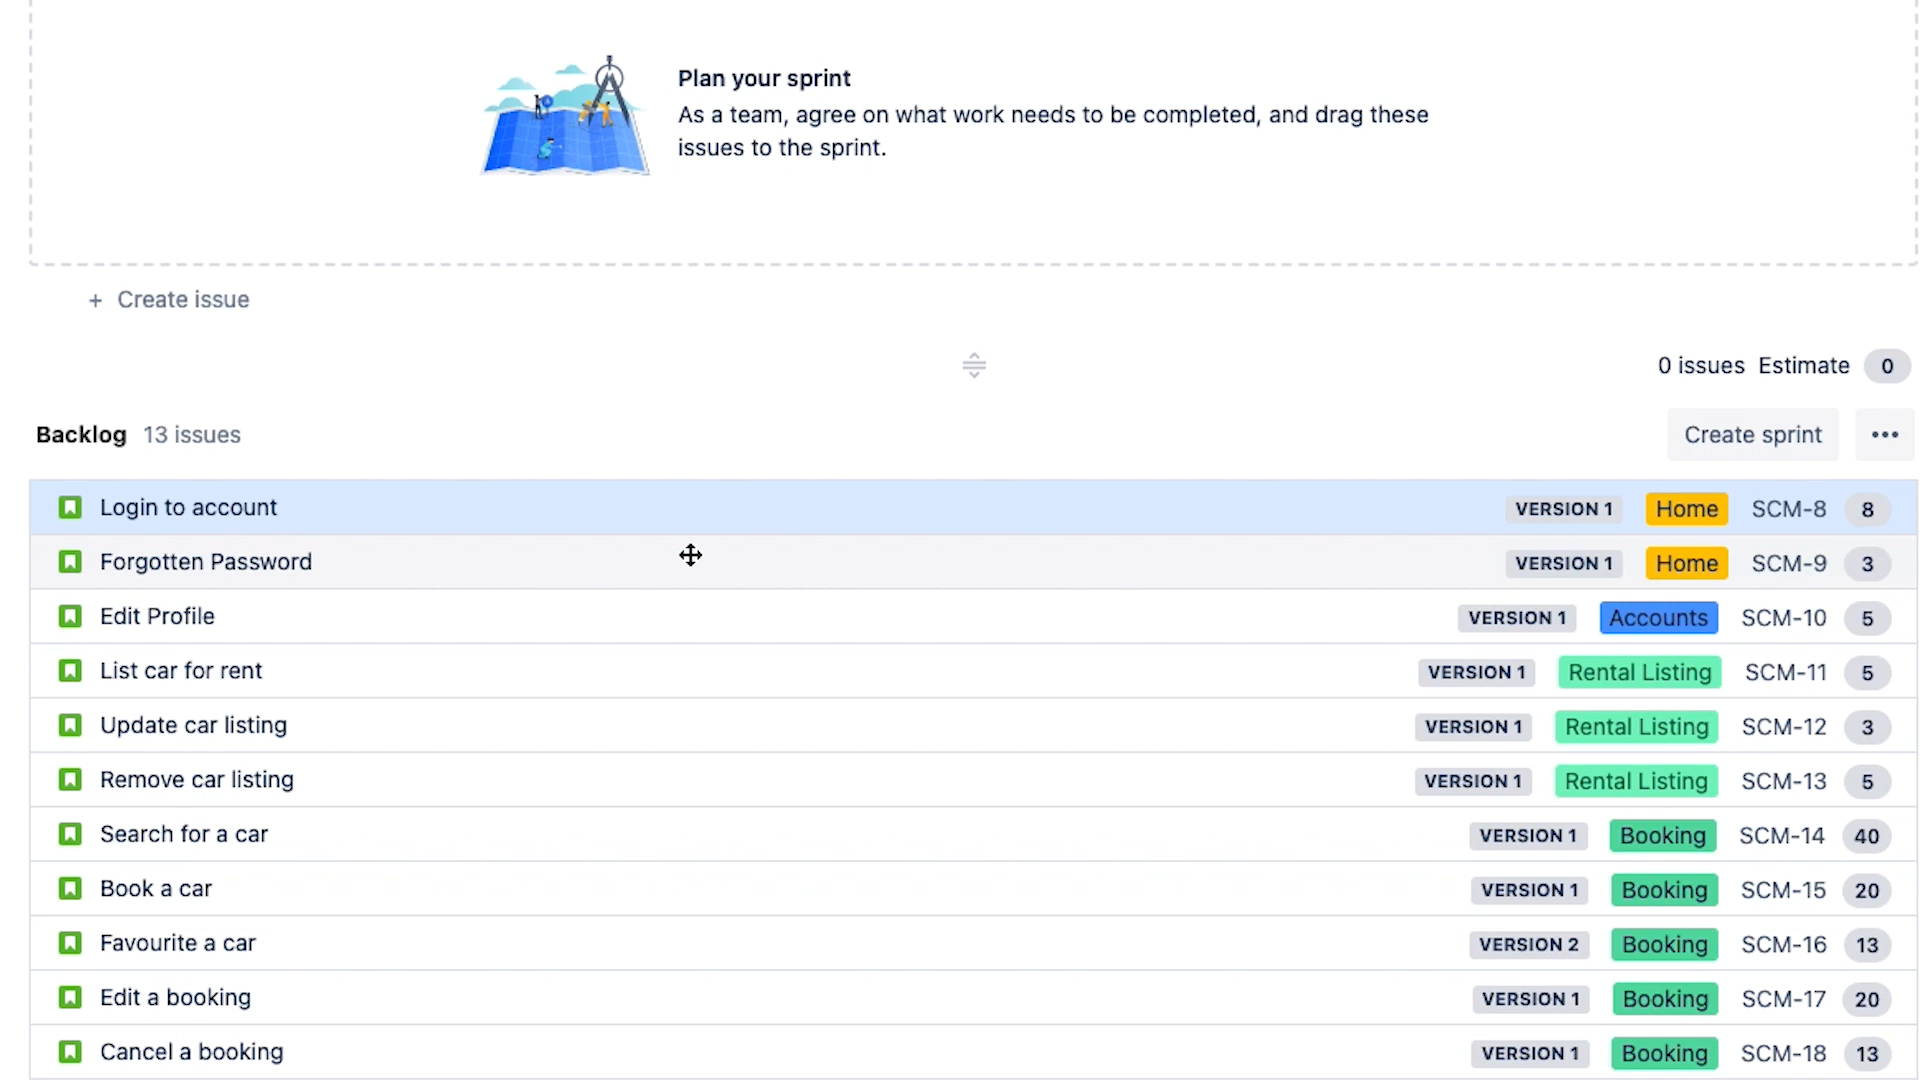 Plan your sprint
As a team, agree on what work needs to be completed, and drag these
issues to the sprint.
+ Create issue
0 issues Estimate 0
Backlog 13 issues Create sprint •••
Login to account VERSION 1 Home SCM-8 8
Forgotten Password VERSION 1 Home SCM-9 3
Edit Profile VERSION 1 Accounts SCM-10 5
List car for rent VERSION 1 Rental Listing SCM-11 5
Update car listing VERSION 1 Rental Listing SCM-12 3
Remove car listing VERSION 1 Rental Listing SCM-13 5
Search for a car VERSION 1 Booking SCM-14 40
Book a car VERSION 1 Booking SCM-15 20
Favourite a car VERSION 2 Booking SCM-16 13
Edit a booking VERSION 1 Booking SCM-17 20
Cancel a booking VERSION 1 Booking SCM-18 13